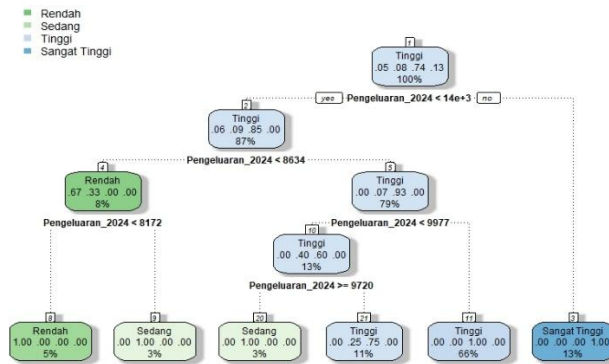 Rendah
Sedang
Tinggi
Sangat Tinggi
1
Tinggi
.05 .08 .74 .13
100%
yes Pengeluaran_2024 < 14e+3 no
2
Tinggi
.06 .09 .85 .00
87%
Pengeluaran_2024 < 8634
4
Rendah
.67 .33 .00 .00
8%
5
Tinggi
.00 .07 .93 .00
79%
Pengeluaran_2024 < 8172
Pengeluaran_2024 < 9977
10
Tinggi
.00 .40 .60 .00
13%
Pengeluaran_2024 >= 9720
8
Rendah
1.00 .00 .00 .00
5%
9
Sedang
.00 1.00 .00 .00
3%
20
Sedang
.00 1.00 .00 .00
3%
21
Tinggi
.00 .25 .75 .00
11%
11
Tinggi
.00 .00 1.00 .00
66%
3
Sangat Tinggi
.00 .00 .00 1.00
13%